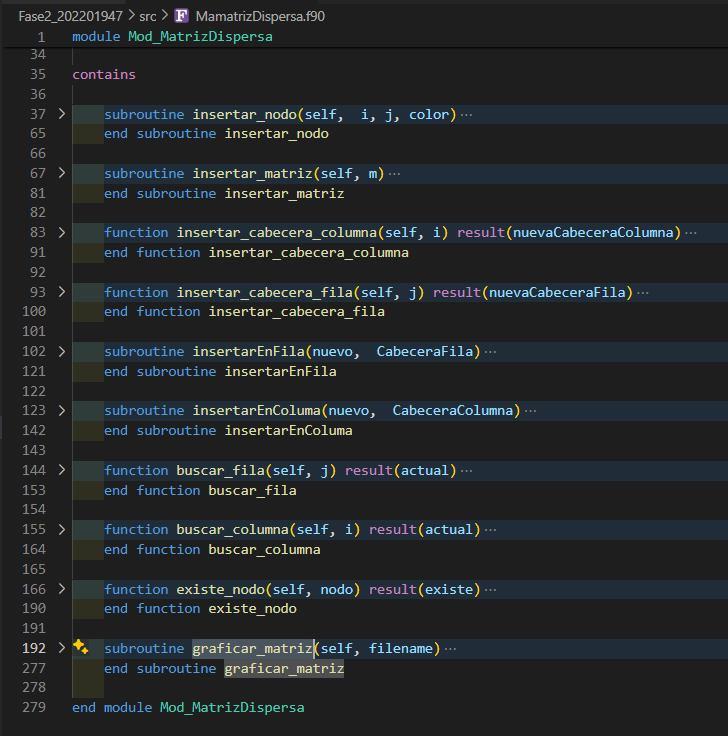 Fase2_202201947 > src > F MamatrizDispersa.f90
1 module Mod_MatrizDispersa
34
35 contains
36
37 > subroutine insertar_nodo(self,  i, j, color)···
65 end subroutine insertar_nodo
66
67 > subroutine insertar_matriz(self, m)···
81 end subroutine insertar_matriz
82
83 > function insertar_cabecera_columna(self, i) result(nuevaCabeceraColumna)···
91 end function insertar_cabecera_columna
92
93 > function insertar_cabecera_fila(self, j) result(nuevaCabeceraFila)···
100 end function insertar_cabecera_fila
101
102 > subroutine insertarEnFila(nuevo,  CabeceraFila)···
121 end subroutine insertarEnFila
122
123 > subroutine insertarEnColuma(nuevo,  CabeceraColumna)···
142 end subroutine insertarEnColuma
143
144 > function buscar_fila(self, j) result(actual)···
153 end function buscar_fila
154
155 > function buscar_columna(self, i) result(actual)···
164 end function buscar_columna
165
166 > function existe_nodo(self, nodo) result(existe)···
190 end function existe_nodo
191
192 > subroutine graficar_matriz(self, filename)···
277 end subroutine graficar_matriz
278
279 end module Mod_MatrizDispersa